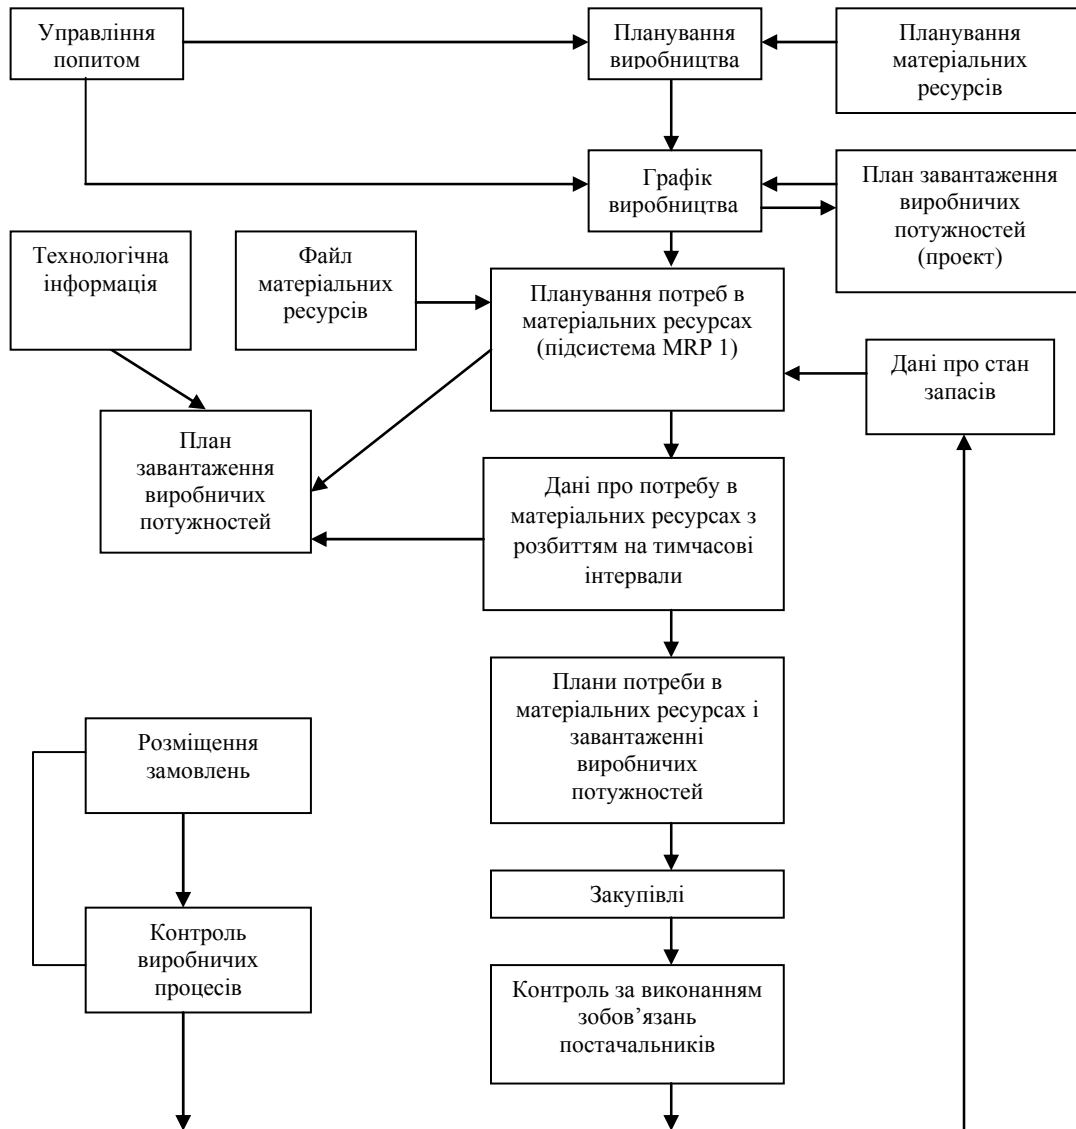 Управління
попитом
Планування
виробництва
Планування
матеріальних
ресурсів
Графік
виробництва
План завантаження
виробничих
потужностей
(проект)
Технологічна
інформація
Файл
матеріальних
ресурсів
Планування потреб в
матеріальних ресурсах
(підсистема MRP 1)
Дані про стан
запасів
План
завантаження
виробничих
потужностей
Дані про потребу в
матеріальних ресурсах з
розбиттям на тимчасові
інтервали
Плани потреби в
матеріальних ресурсах і
завантаженні
виробничих
потужностей
Розміщення
замовлень
Закупівлі
Контроль
виробничих
процесів
Контроль за виконанням
зобов’язань
постачальників